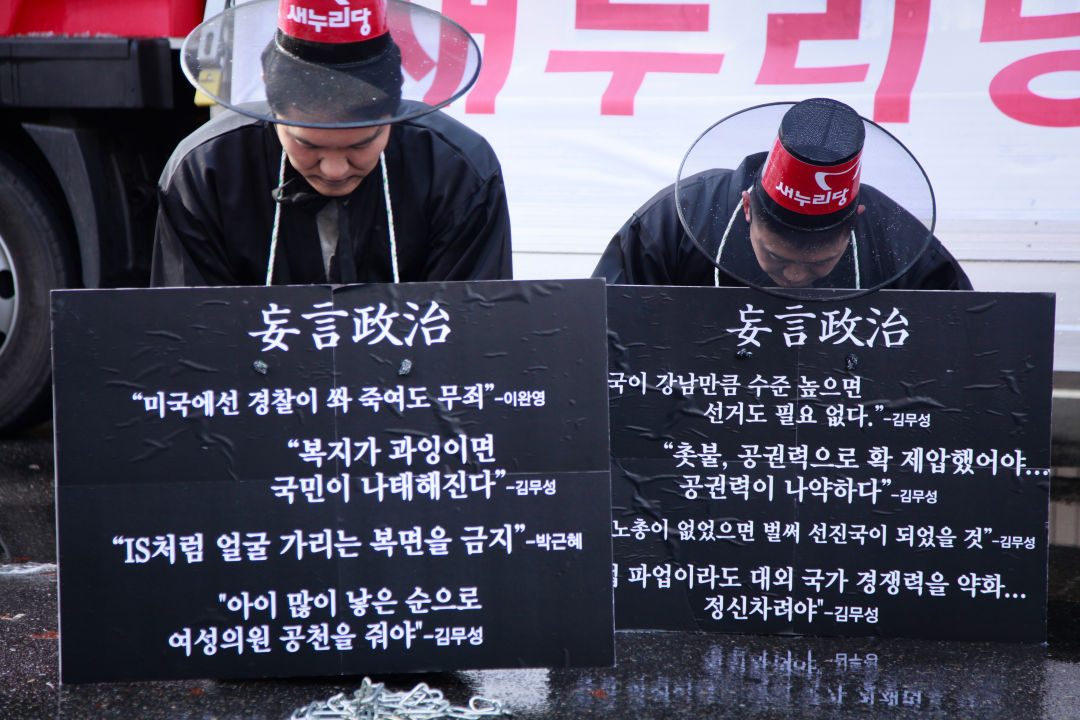 새누리당
새누리당
새누리당
妄言政治
“미국에선 경찰이 쏴 죽여도 무죄”-이완영
“복지가 과잉이면
국민이 나태해진다”-김무성
“IS처럼 얼굴 가리는 복면을 금지”-박근혜
"아이 많이 낳은 순으로
여성의원 공천을 줘야"-김무성
妄言政治
국이 강남만큼 수준 높으면
선거도 필요 없다.”-김무성
“촛불, 공권력으로 확 제압했어야...
공권력이 나약하다”-김무성
노총이 없었으면 벌써 선진국이 되었을 것”-김무성
파업이라도 대외 국가 경쟁력을 약화...
정신차려야"-김무성